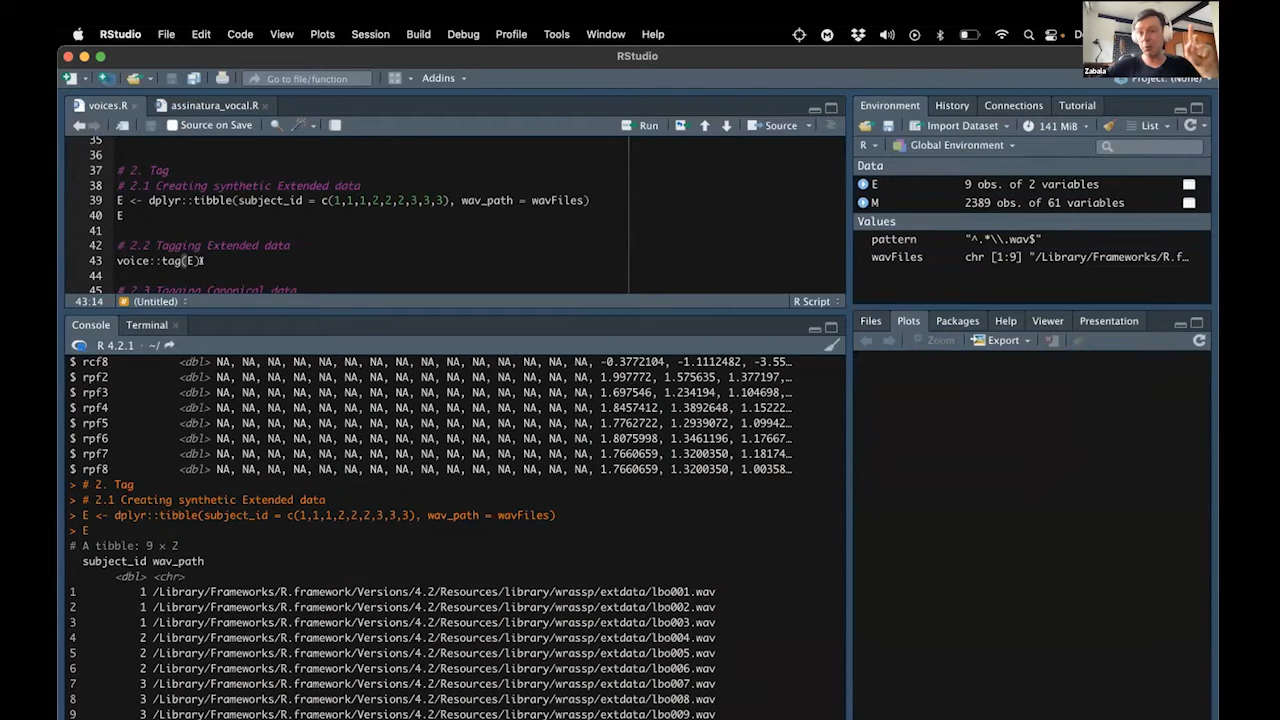 RStudio File Edit Code View Plots Session Build Debug Profile Tools Window Help
Zabala
RStudio
Go to file/function
Addins
Project: (None)
voices.R
assinatura_vocal.R
Source on Save
Run
Source
35
36
37 # 2. Tag
38 # 2.1 Creating synthetic Extended data
39 E <- dplyr::tibble(subject_id = c(1,1,1,2,2,2,3,3,3), wav_path = wavFiles)
40 E
41
42 # 2.2 Tagging Extended data
43 voice::tag(E)
44
45 # 2.3 Tagging Canonical data
43:14 (Untitled) R Script
Console Terminal
R 4.2.1 · ~/
$ rcf8 <dbl> NA, NA, NA, NA, NA, NA, NA, NA, NA, NA, NA, NA, NA, NA, NA, -0.3772104, -1.1112482, -3.55…
$ rpf2 <dbl> NA, NA, NA, NA, NA, NA, NA, NA, NA, NA, NA, NA, NA, NA, NA, 1.997772, 1.575635, 1.377197,…
$ rpf3 <dbl> NA, NA, NA, NA, NA, NA, NA, NA, NA, NA, NA, NA, NA, NA, NA, 1.697546, 1.234194, 1.104698,…
$ rpf4 <dbl> NA, NA, NA, NA, NA, NA, NA, NA, NA, NA, NA, NA, NA, NA, NA, 1.8457412, 1.3892648, 1.15222…
$ rpf5 <dbl> NA, NA, NA, NA, NA, NA, NA, NA, NA, NA, NA, NA, NA, NA, NA, 1.7762722, 1.2939072, 1.09942…
$ rpf6 <dbl> NA, NA, NA, NA, NA, NA, NA, NA, NA, NA, NA, NA, NA, NA, NA, 1.8075998, 1.3461196, 1.17667…
$ rpf7 <dbl> NA, NA, NA, NA, NA, NA, NA, NA, NA, NA, NA, NA, NA, NA, NA, 1.7660659, 1.3200350, 1.18174…
$ rpf8 <dbl> NA, NA, NA, NA, NA, NA, NA, NA, NA, NA, NA, NA, NA, NA, NA, 1.7660659, 1.3200350, 1.00358…
> # 2. Tag
> # 2.1 Creating synthetic Extended data
> E <- dplyr::tibble(subject_id = c(1,1,1,2,2,2,3,3,3), wav_path = wavFiles)
> E
# A tibble: 9 × 2
subject_id wav_path
<dbl> <chr>
1 1 /Library/Frameworks/R.framework/Versions/4.2/Resources/library/wrassp/extdata/lbo001.wav
2 1 /Library/Frameworks/R.framework/Versions/4.2/Resources/library/wrassp/extdata/lbo002.wav
3 1 /Library/Frameworks/R.framework/Versions/4.2/Resources/library/wrassp/extdata/lbo003.wav
4 2 /Library/Frameworks/R.framework/Versions/4.2/Resources/library/wrassp/extdata/lbo004.wav
5 2 /Library/Frameworks/R.framework/Versions/4.2/Resources/library/wrassp/extdata/lbo005.wav
6 2 /Library/Frameworks/R.framework/Versions/4.2/Resources/library/wrassp/extdata/lbo006.wav
7 3 /Library/Frameworks/R.framework/Versions/4.2/Resources/library/wrassp/extdata/lbo007.wav
8 3 /Library/Frameworks/R.framework/Versions/4.2/Resources/library/wrassp/extdata/lbo008.wav
9 3 /Library/Frameworks/R.framework/Versions/4.2/Resources/library/wrassp/extdata/lbo009.wav
Environment History Connections Tutorial
Import Dataset 141 MiB List
R Global Environment
Data
E 9 obs. of 2 variables
M 2389 obs. of 61 variables
Values
pattern "^.*\\.wav$"
wavFiles chr [1:9] "/Library/Frameworks/R.f…
Files Plots Packages Help Viewer Presentation
Zoom Export